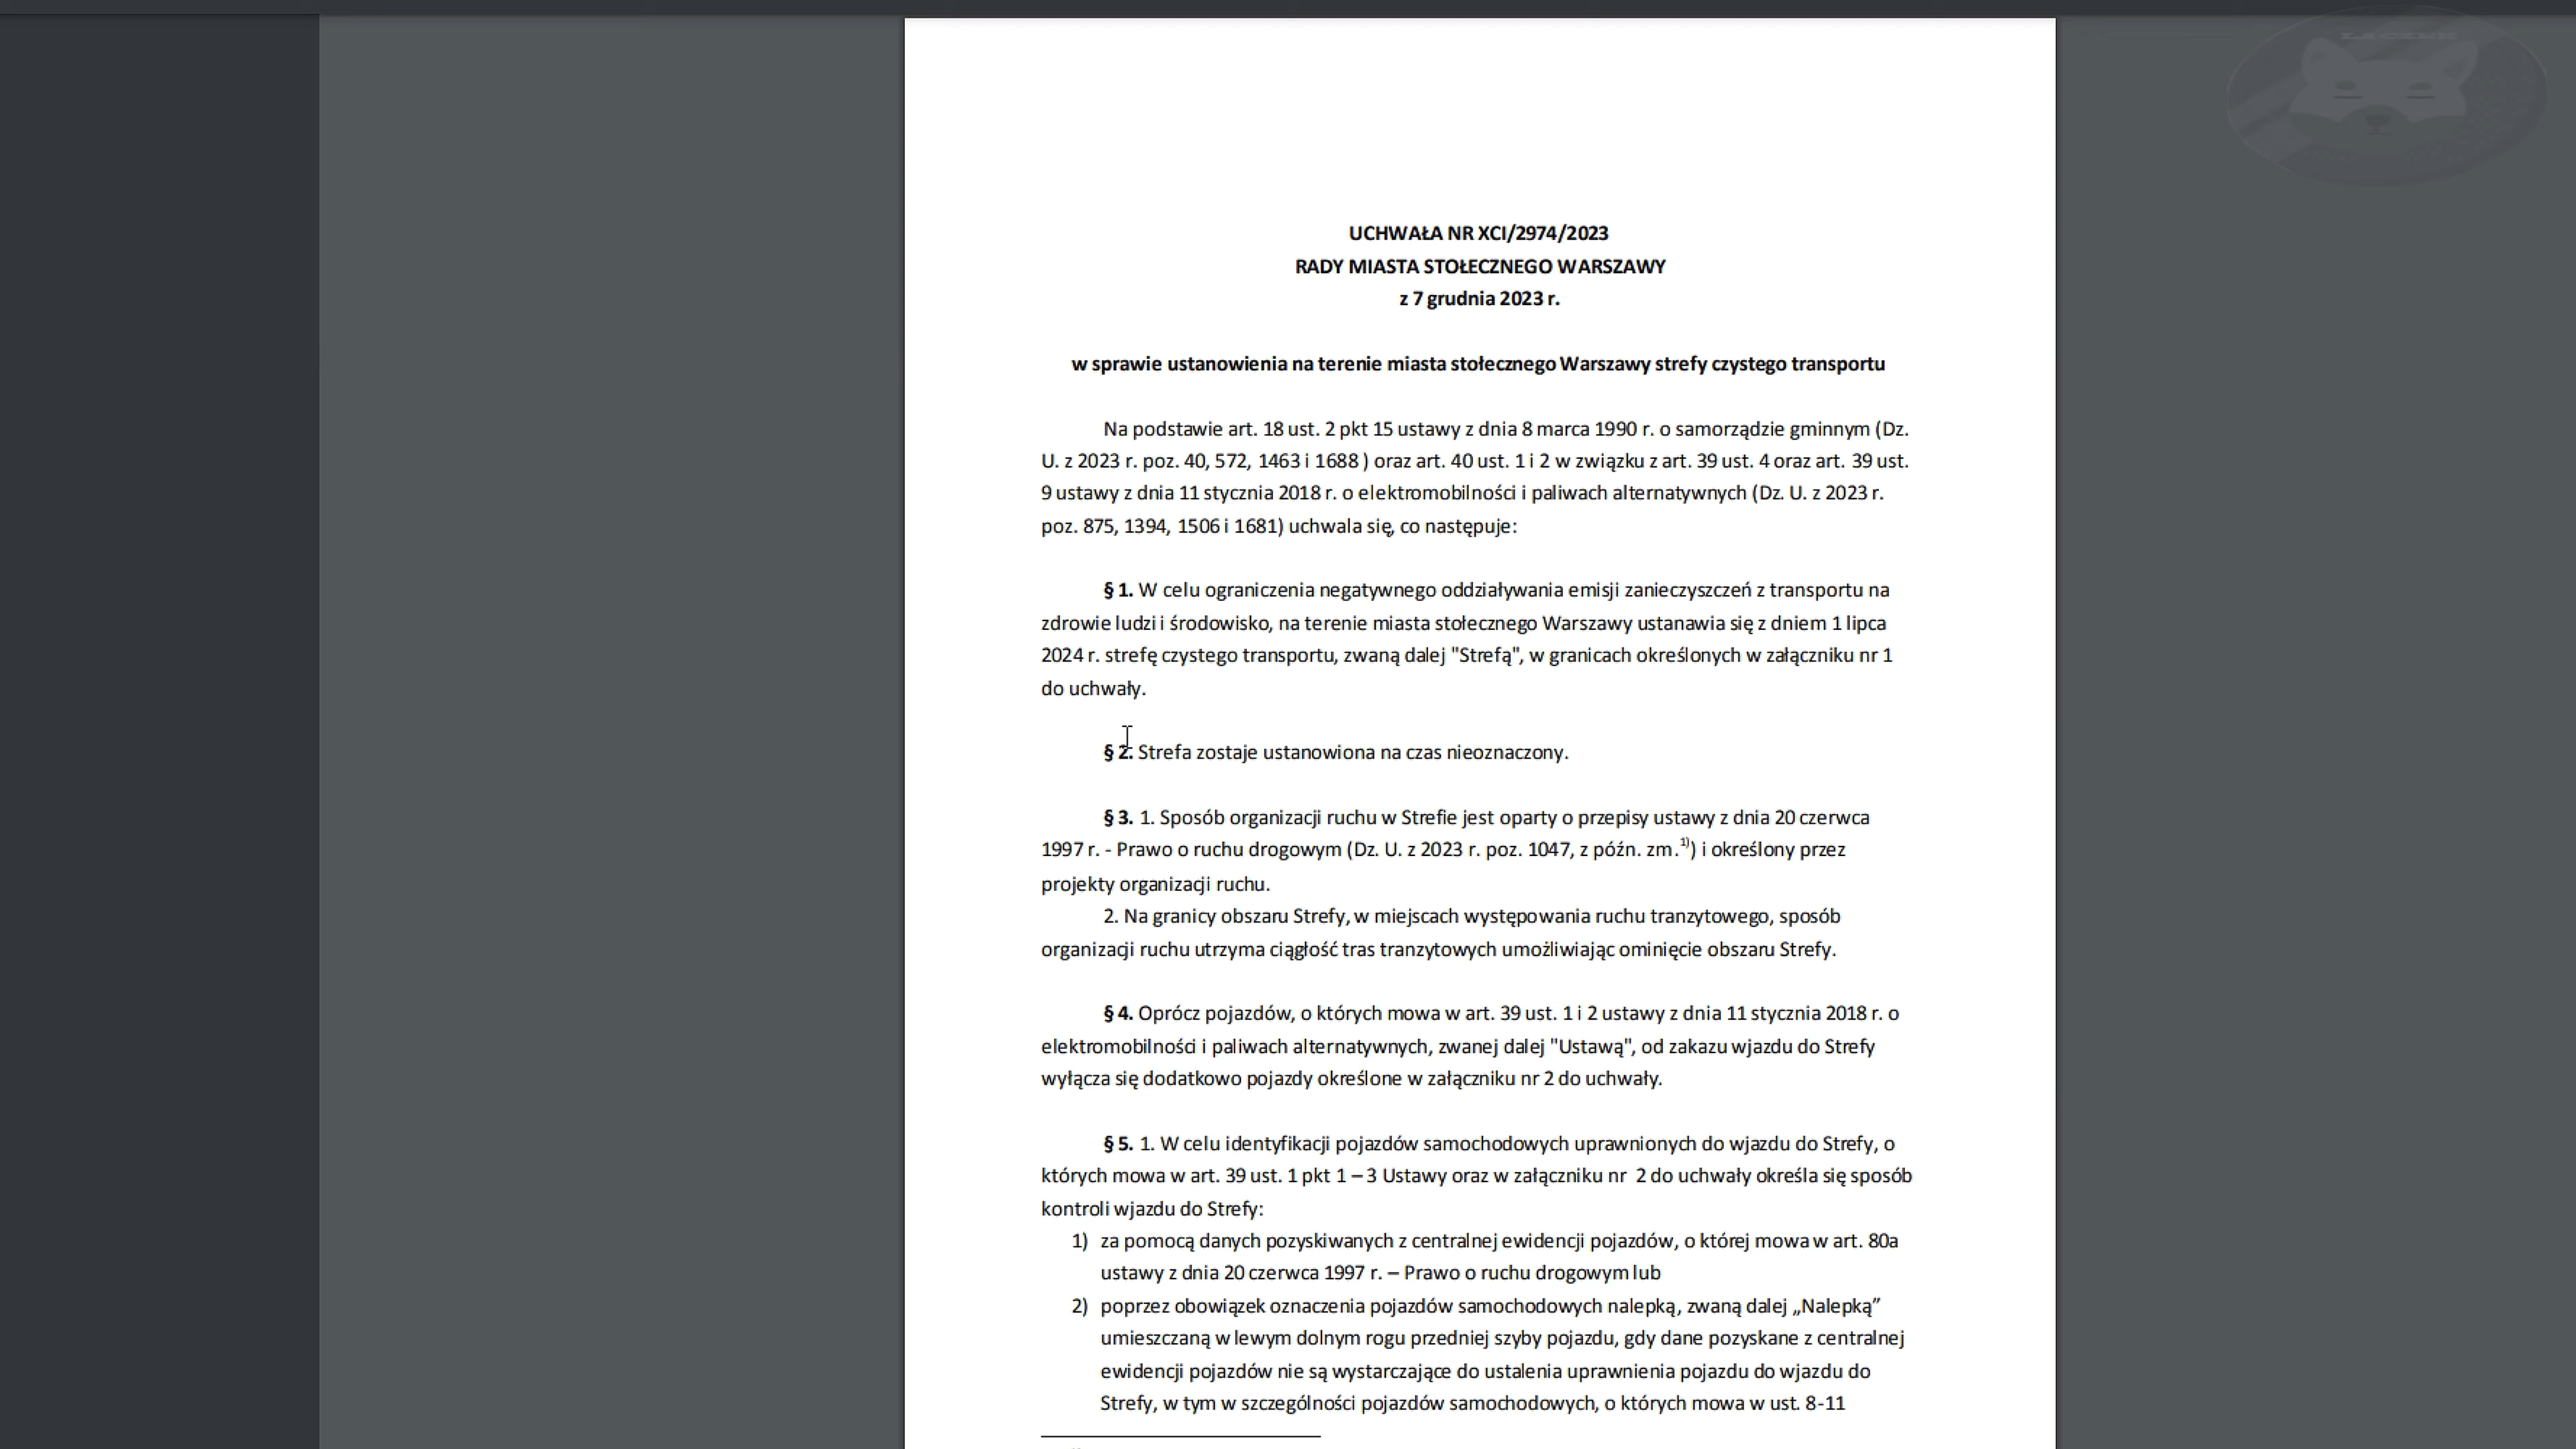 UCHWAŁA NR XCI/2974/2023
RADY MIASTA STOŁECZNEGO WARSZAWY
z 7 grudnia 2023 r.
w sprawie ustanowienia na terenie miasta stołecznego Warszawy strefy czystego transportu
Na podstawie art. 18 ust. 2 pkt 15 ustawy z dnia 8 marca 1990 r. o samorządzie gminnym (Dz.
U. z 2023 r. poz. 40, 572, 1463 i 1688 ) oraz art. 40 ust. 1 i 2 w związku z art. 39 ust. 4 oraz art. 39 ust.
9 ustawy z dnia 11 stycznia 2018 r. o elektromobilności i paliwach alternatywnych (Dz. U. z 2023 r.
poz. 875, 1394, 1506 i 1681) uchwala się, co następuje:
§ 1. W celu ograniczenia negatywnego oddziaływania emisji zanieczyszczeń z transportu na
zdrowie ludzi i środowisko, na terenie miasta stołecznego Warszawy ustanawia się z dniem 1 lipca
2024 r. strefę czystego transportu, zwaną dalej "Strefą", w granicach określonych w załączniku nr 1
do uchwały.
§ 2. Strefa zostaje ustanowiona na czas nieoznaczony.
§ 3. 1. Sposób organizacji ruchu w Strefie jest oparty o przepisy ustawy z dnia 20 czerwca
1997 r. - Prawo o ruchu drogowym (Dz. U. z 2023 r. poz. 1047, z późn. zm.1)) i określony przez
projekty organizacji ruchu.
2. Na granicy obszaru Strefy, w miejscach występowania ruchu tranzytowego, sposób
organizacji ruchu utrzyma ciągłość tras tranzytowych umożliwiając ominięcie obszaru Strefy.
§ 4. Oprócz pojazdów, o których mowa w art. 39 ust. 1 i 2 ustawy z dnia 11 stycznia 2018 r. o
elektromobilności i paliwach alternatywnych, zwanej dalej "Ustawą", od zakazu wjazdu do Strefy
wyłącza się dodatkowo pojazdy określone w załączniku nr 2 do uchwały.
§ 5. 1. W celu identyfikacji pojazdów samochodowych uprawnionych do wjazdu do Strefy, o
których mowa w art. 39 ust. 1 pkt 1 – 3 Ustawy oraz w załączniku nr 2 do uchwały określa się sposób
kontroli wjazdu do Strefy:
1) za pomocą danych pozyskiwanych z centralnej ewidencji pojazdów, o której mowa w art. 80a
ustawy z dnia 20 czerwca 1997 r. – Prawo o ruchu drogowym lub
2) poprzez obowiązek oznaczenia pojazdów samochodowych nalepką, zwaną dalej „Nalepką”
umieszczaną w lewym dolnym rogu przedniej szyby pojazdu, gdy dane pozyskane z centralnej
ewidencji pojazdów nie są wystarczające do ustalenia uprawnienia pojazdu do wjazdu do
Strefy, w tym w szczególności pojazdów samochodowych, o których mowa w ust. 8-11